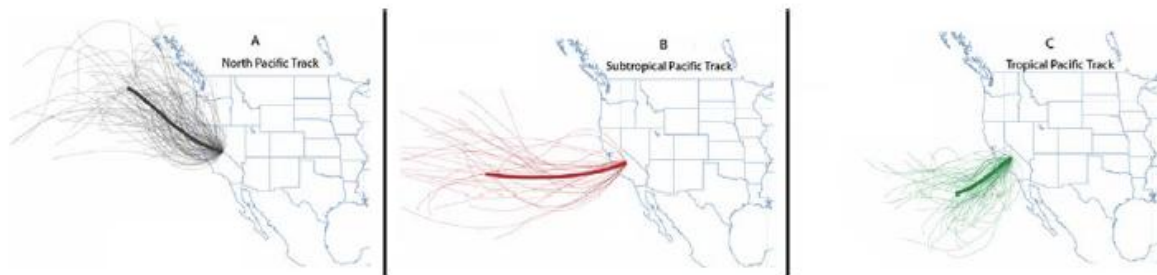 A
North Pacific Track
B
Subtropical Pacific Track
C
Tropical Pacific Track